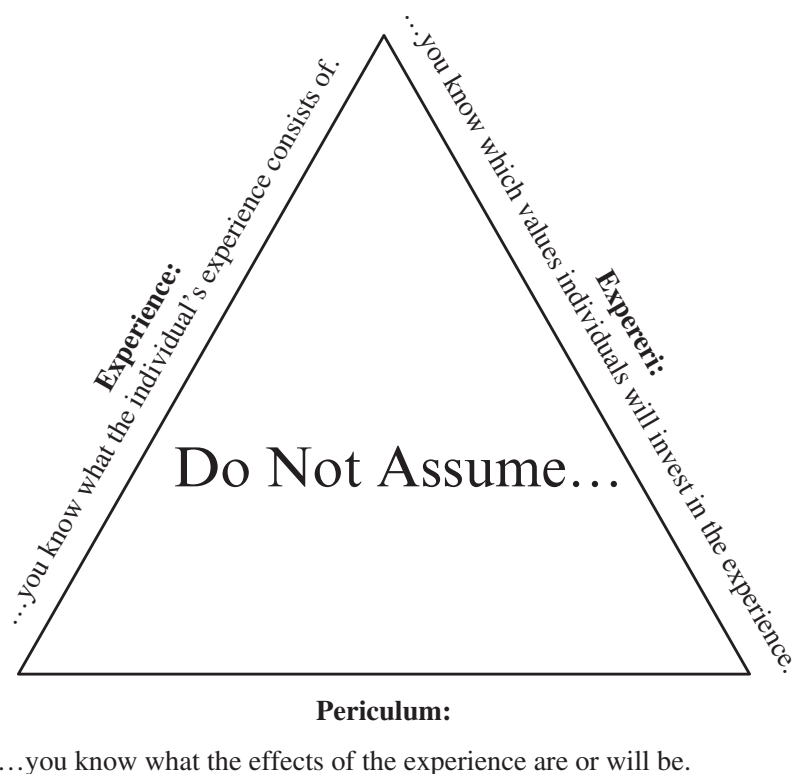 Experience:
…you know what the individual’s experience consists of.
Expereri:
…you know which values individuals will invest in the experience.
Do Not Assume…
Periculum:
…you know what the effects of the experience are or will be.